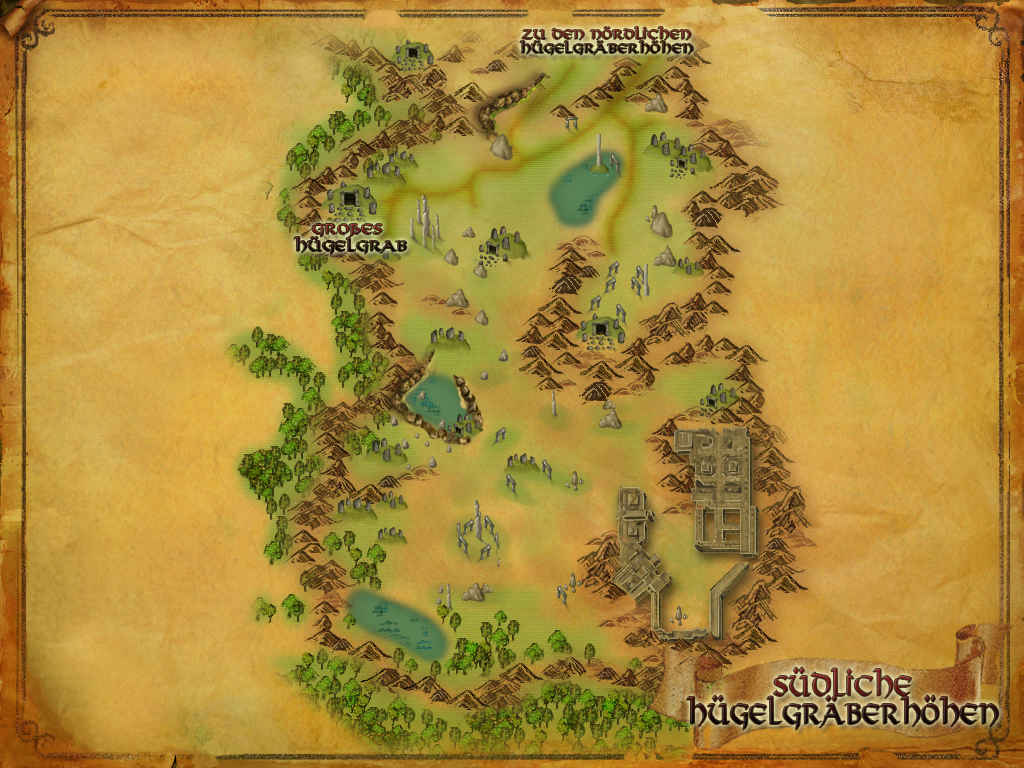 zu den nördlichen
hügelgräberhöhen
großes
hügelgrab
südliche
hügelgräberhöhen